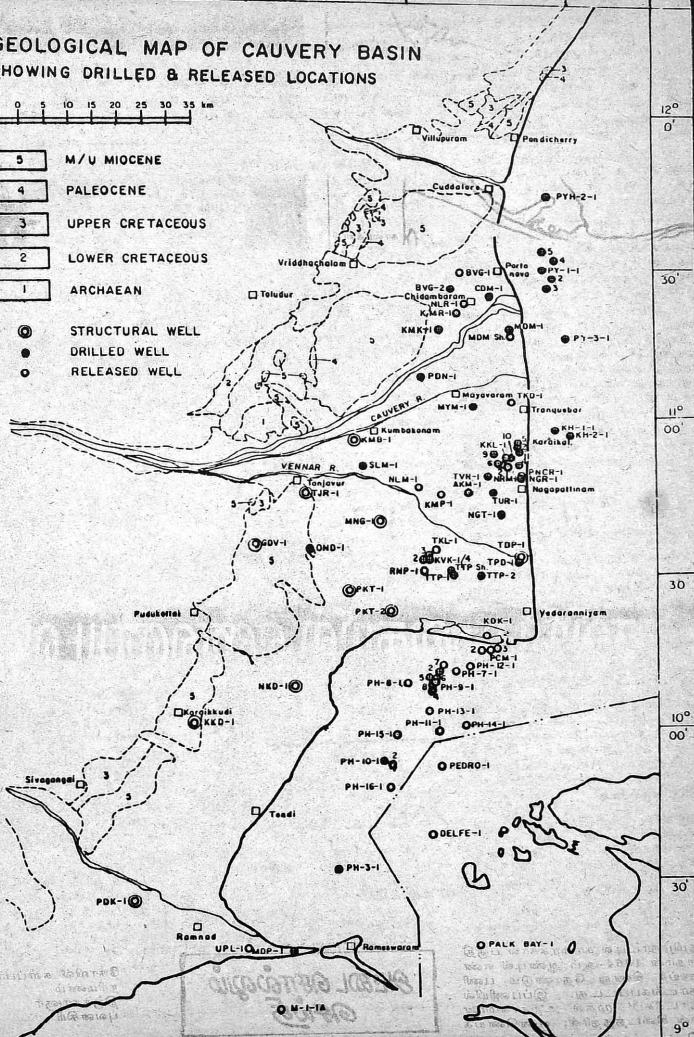 GEOLOGICAL MAP OF CAUVERY BASIN
SHOWING DRILLED & RELEASED LOCATIONS
0 5 10 15 20 25 30 35 km
5 M/U MIOCENE
4 PALEOCENE
3 UPPER CRETACEOUS
2 LOWER CRETACEOUS
1 ARCHAEAN
STRUCTURAL WELL
DRILLED WELL
RELEASED WELL
12°
0'
Villupuram
Pondicherry
Cuddalore
PYH-2-1
Vriddhachalam
Porto novo
BVG-1
PY-1-1
30'
Toludur
BVG-2
CDM-1
Chidambaram
NLR-1
KMR-1
KMK-1
MDM-1
MDM Sh.
PY-3-1
PDN-1
CAUVERY R.
Mayavaram
TKD-1
MYM-1
Tranqusbar
11°
00'
Kumbakonam
KMB-1
KH-1-1
KH-2-1
KKL-1
Karaikal
VENNAR R.
SLM-1
Tanjavur
TJR-1
NLM-1
TVR-1
AKM-1
KMP-1
NRM-1
PNCR-1
NGR-1
Nagapattinam
TUR-1
NGT-1
MNG-1
GDV-1
OND-1
TKL-1
TDP-1
KVK-1/4
TPD-1
RNP-1
TTP-1
TTP Sh.
TTP-2
30
PKT-1
PKT-2
Pudukottai
Vedaranniyam
KDK-1
PCM-1
PH-12-1
PH-7-1
PH-8-1
PH-9-1
NKD-1
Karaikkudi
KKD-1
PH-13-1
PH-11-1
PH-14-1
10°
00'
PH-15-1
PH-10-1
PEDRO-1
PH-16-1
Sivagangai
Tondi
DELFE-1
PH-3-1
30'
PDK-1
Ramnad
UPL-1
MDP-1
Rameswaram
PALK BAY-1
M-1-1A
9°